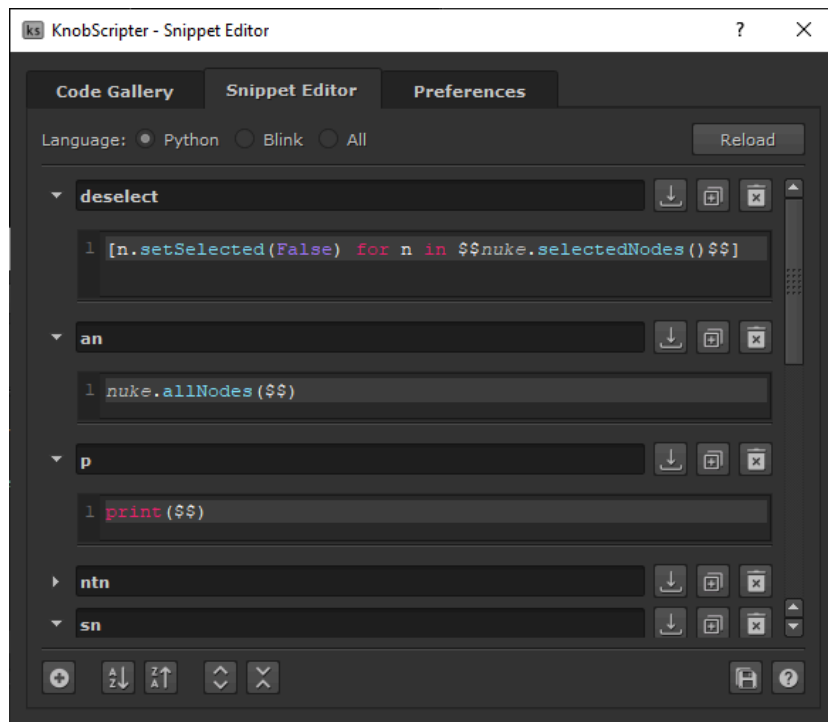 ks KnobScripter - Snippet Editor ?
Code Gallery Snippet Editor Preferences
Language: Python Blink All Reload
deselect
1 [n.setSelected(False) for n in $$nuke.selectedNodes()$$]
an
1 nuke.allNodes($$)
p
1 print($$)
ntn
sn
A Z Z A ?